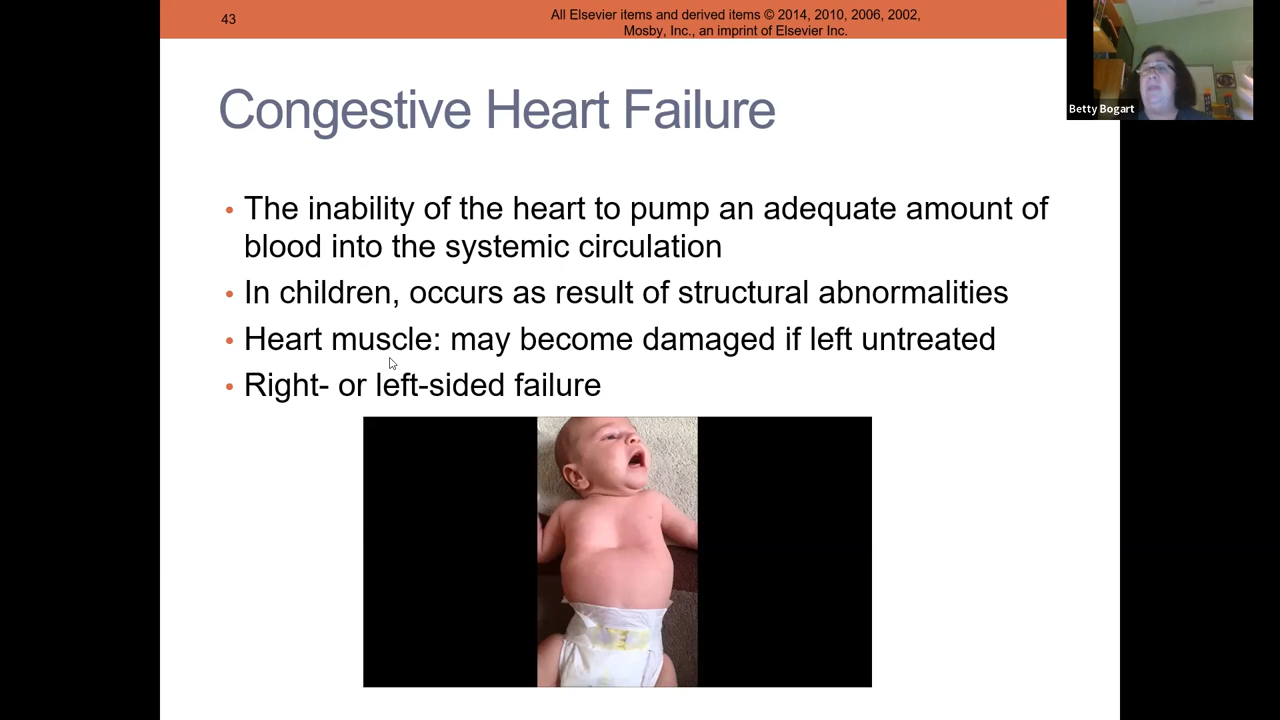 43
All Elsevier items and derived items © 2014, 2010, 2006, 2002,
Mosby, Inc., an imprint of Elsevier Inc.
Betty Bogart
Congestive Heart Failure
• The inability of the heart to pump an adequate amount of
blood into the systemic circulation
• In children, occurs as result of structural abnormalities
• Heart muscle: may become damaged if left untreated
• Right- or left-sided failure